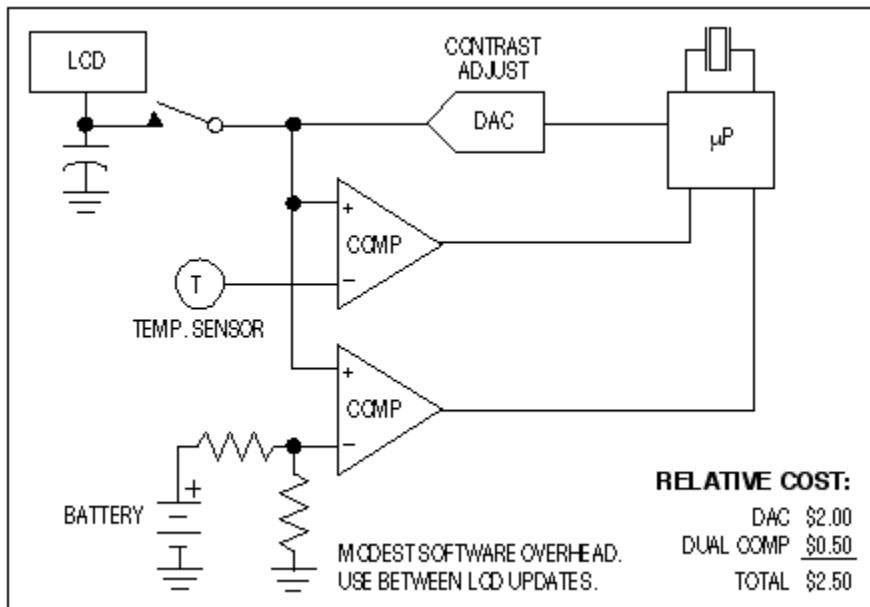 LCD
CONTRAST
ADJUST
DAC
μP
+
COMP
−
T
TEMP. SENSOR
+
COMP
−
+
BATTERY
MODEST SOFTWARE OVERHEAD.
USE BETWEEN LCD UPDATES.
RELATIVE COST:
DAC $2.00
DUAL COMP $0.50
TOTAL $2.50